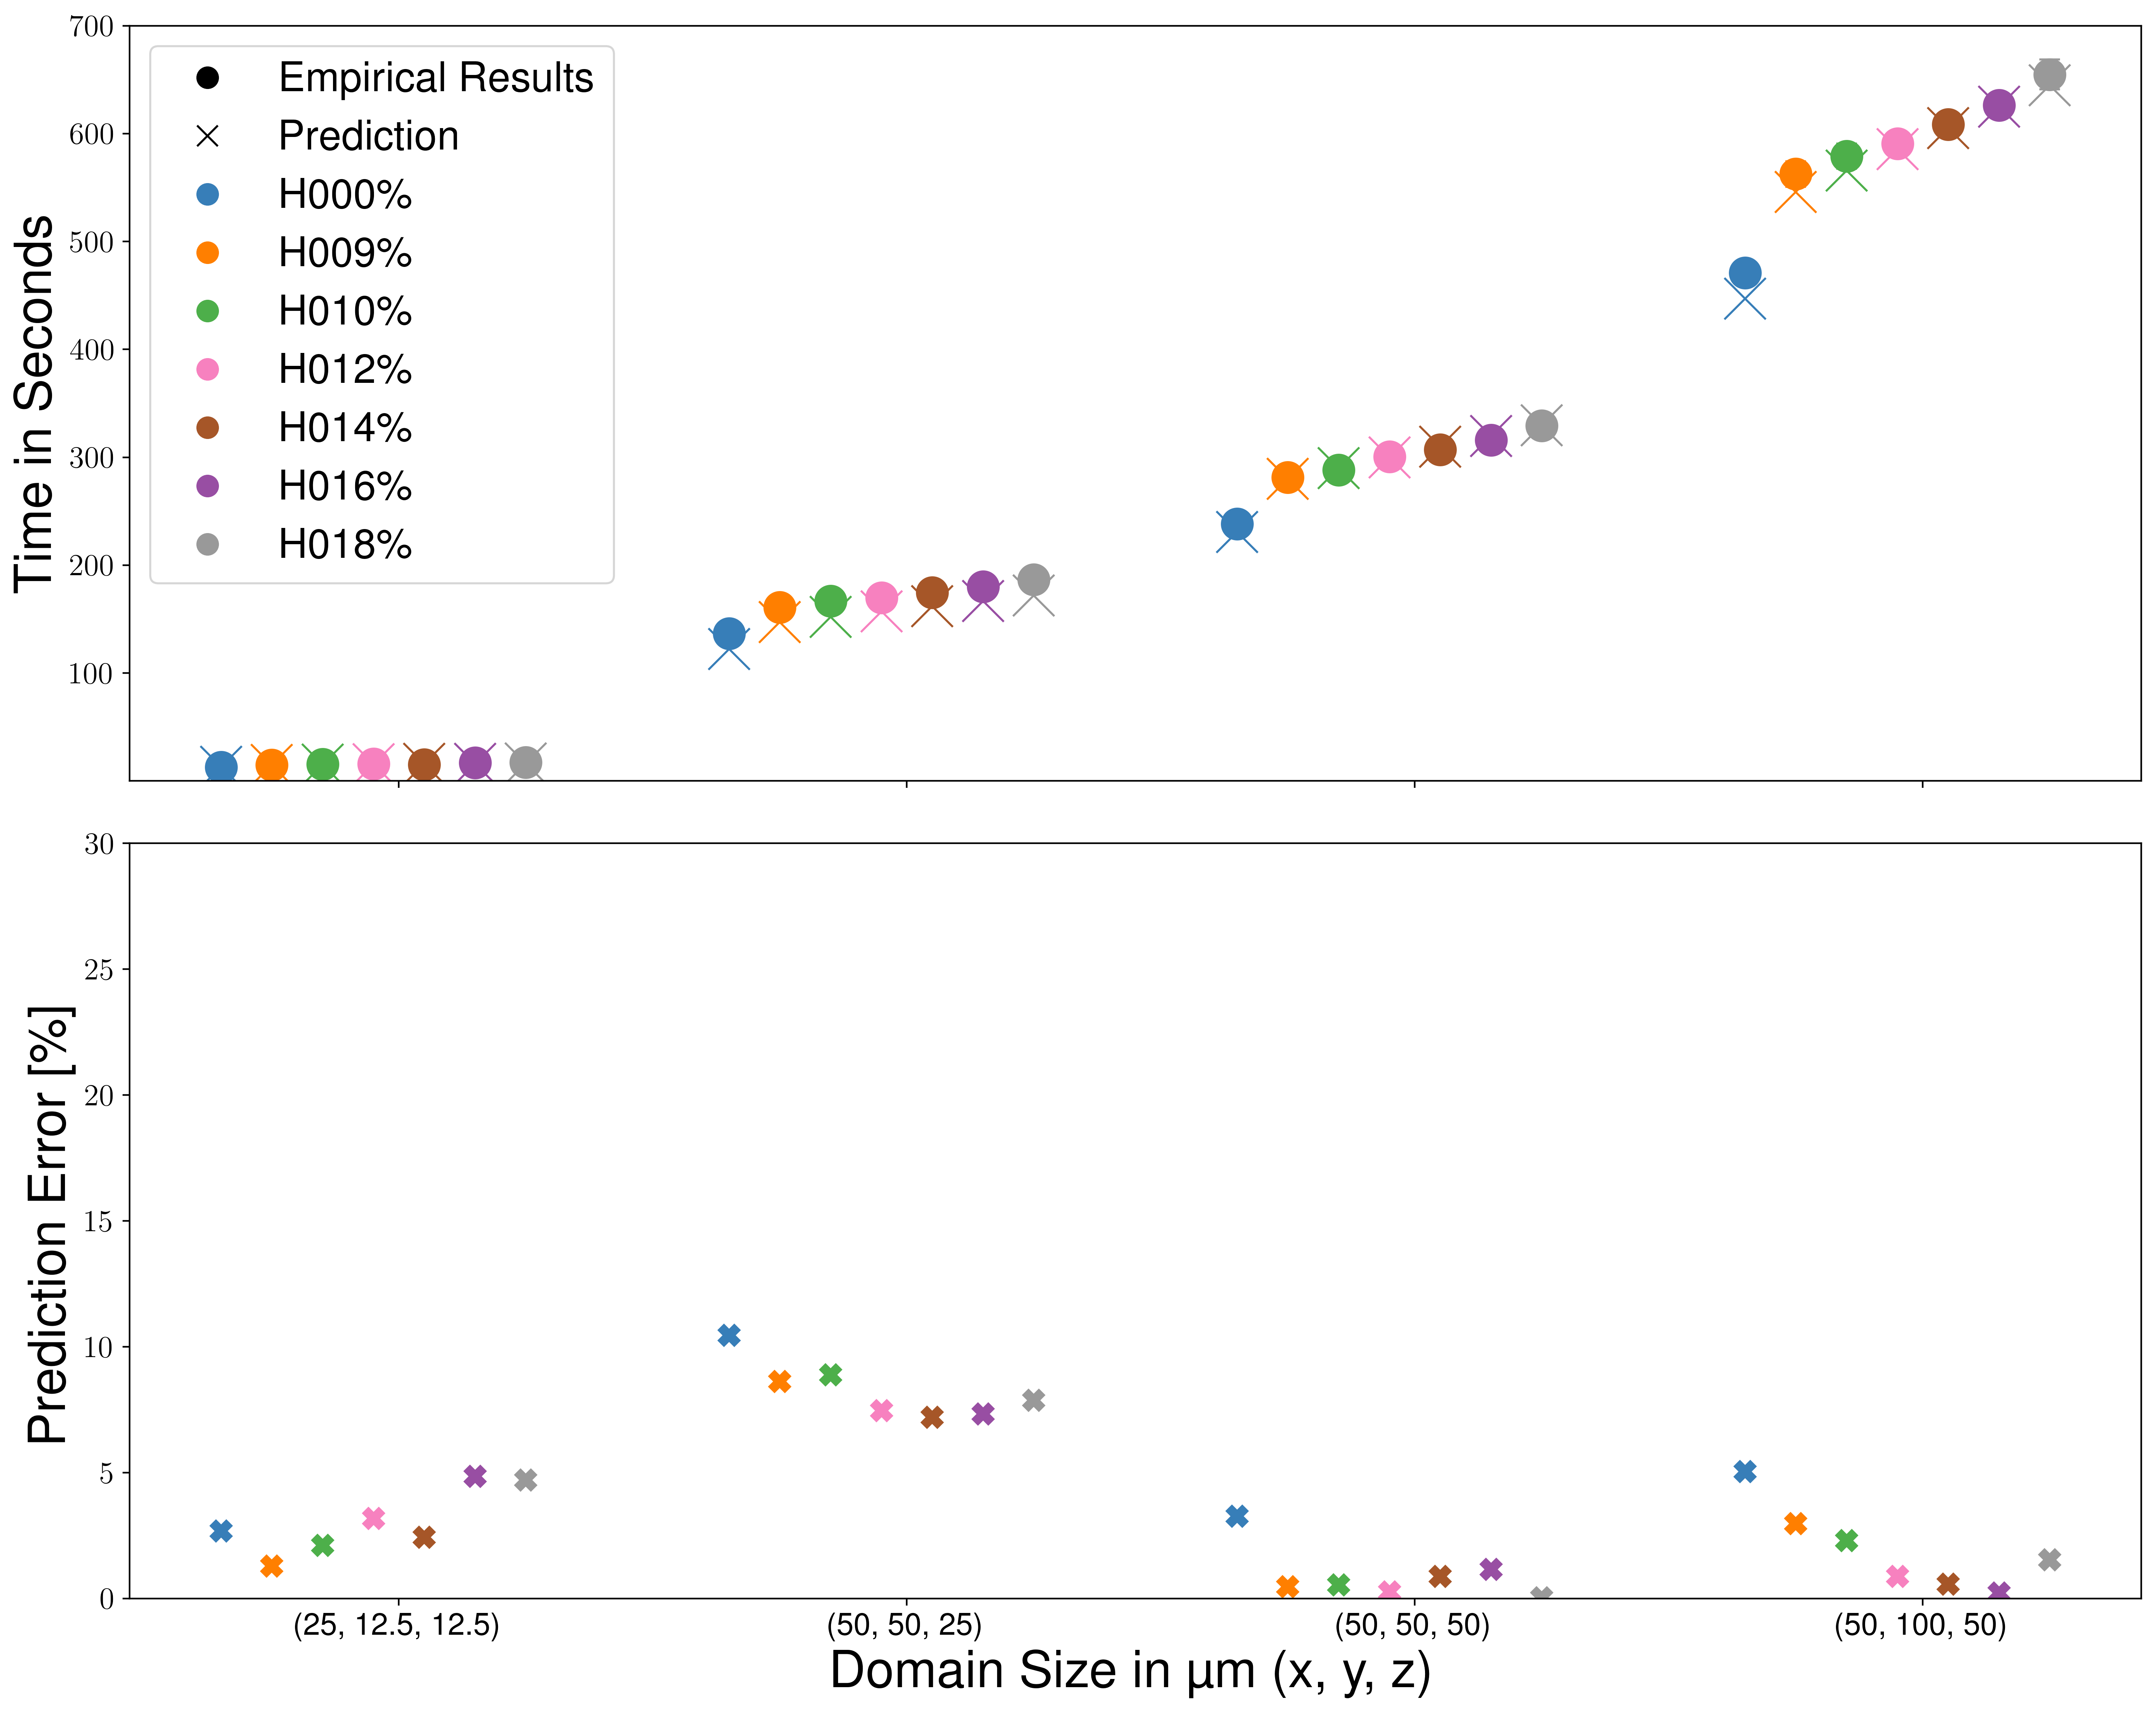 Time in Seconds
700
600
500
400
300
200
100
Empirical Results
Prediction
H000%
H009%
H010%
H012%
H014%
H016%
H018%
Prediction Error [%]
30
25
20
15
10
5
0
(25, 12.5, 12.5)
(50, 50, 25)
(50, 50, 50)
(50, 100, 50)
Domain Size in µm (x, y, z)